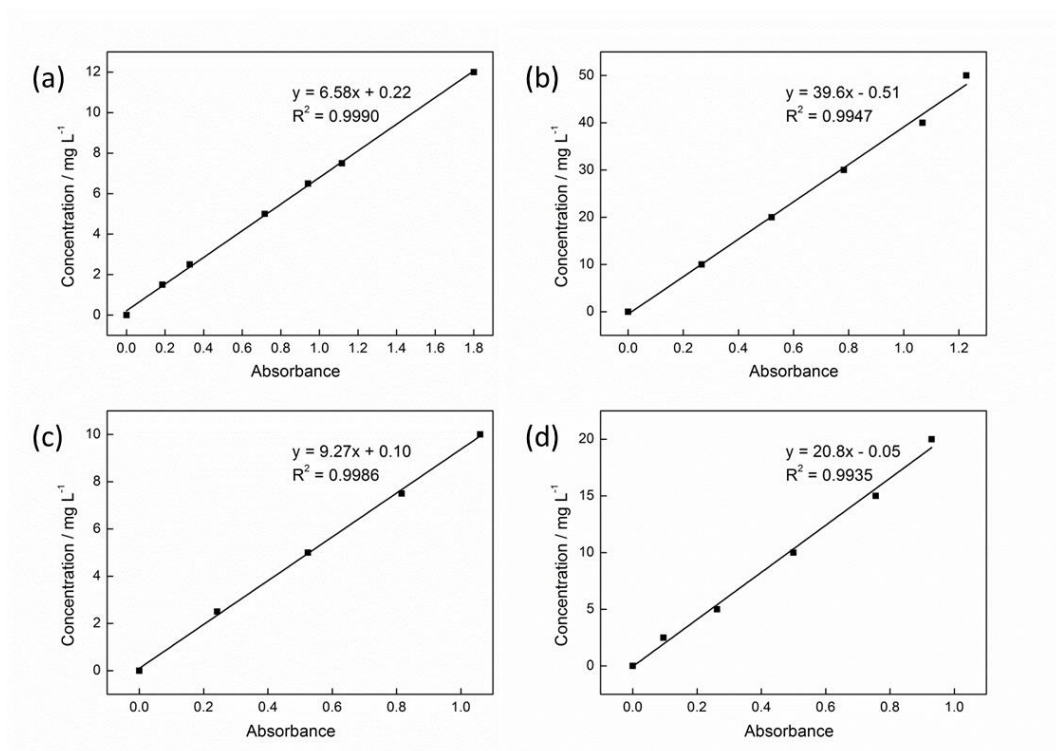 (a)
Concentration / mg L⁻¹
12
10
8
6
4
2
0
y = 6.58x + 0.22
R² = 0.9990
0.0 0.2 0.4 0.6 0.8 1.0 1.2 1.4 1.6 1.8
Absorbance
(b)
Concentration / mg L⁻¹
50
40
30
20
10
0
y = 39.6x - 0.51
R² = 0.9947
0.0 0.2 0.4 0.6 0.8 1.0 1.2
Absorbance
(c)
Concentration / mg L⁻¹
10
8
6
4
2
0
y = 9.27x + 0.10
R² = 0.9986
0.0 0.2 0.4 0.6 0.8 1.0
Absorbance
(d)
Concentration / mg L⁻¹
20
15
10
5
0
y = 20.8x - 0.05
R² = 0.9935
0.0 0.2 0.4 0.6 0.8 1.0
Absorbance